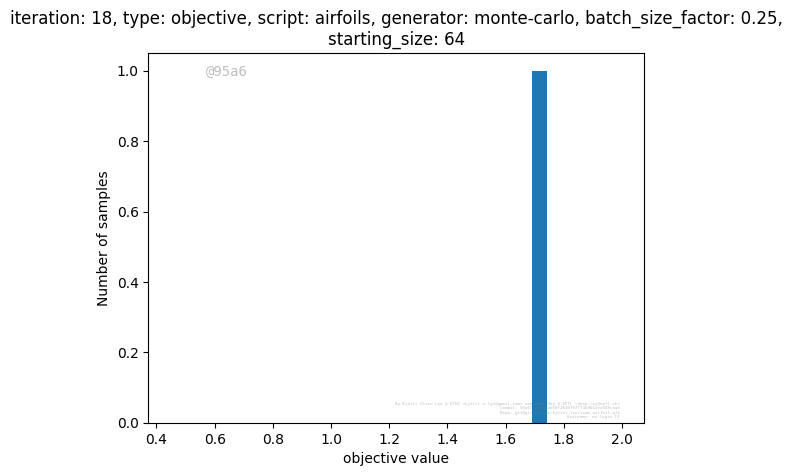 iteration: 18, type: objective, script: airfoils, generator: monte-carlo, batch_size_factor: 0.25,
starting_size: 64
@95a6
1.0
0.8
0.6
0.4
0.2
0.0
Number of samples
0.4 0.6 0.8 1.0 1.2 1.4 1.6 1.8 2.0
objective value